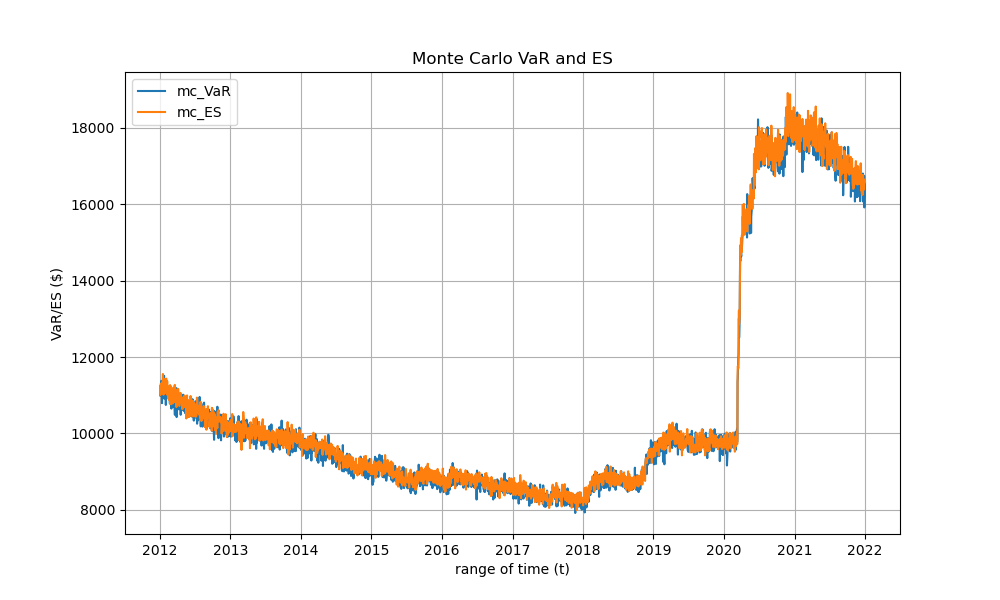 Monte Carlo VaR and ES
mc_VaR
mc_ES
VaR/ES ($)
18000
16000
14000
12000
10000
8000
2012 2013 2014 2015 2016 2017 2018 2019 2020 2021 2022
range of time (t)